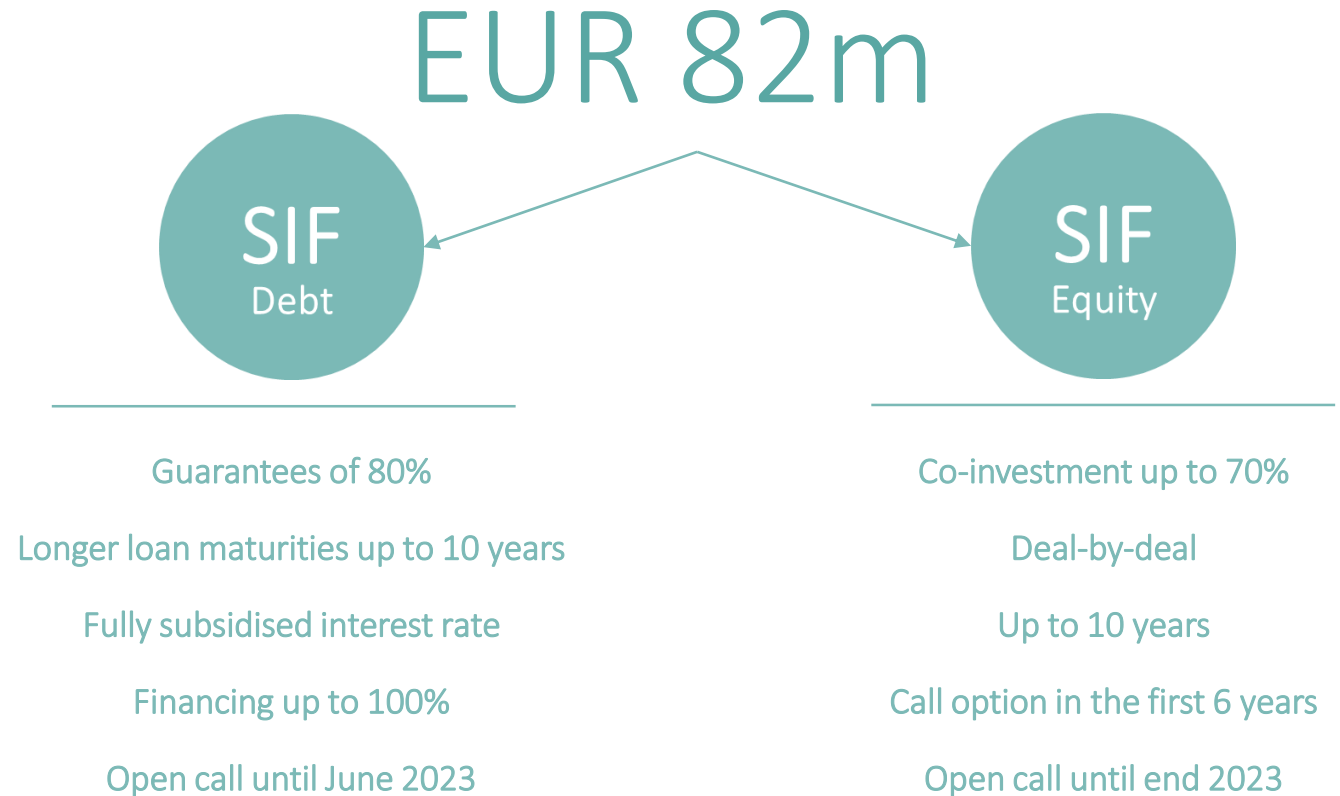 EUR 82m
SIF
Debt
Guarantees of 80%
Longer loan maturities up to 10 years
Fully subsidised interest rate
Financing up to 100%
Open call until June 2023
SIF
Equity
Co-investment up to 70%
Deal-by-deal
Up to 10 years
Call option in the first 6 years
Open call until end 2023